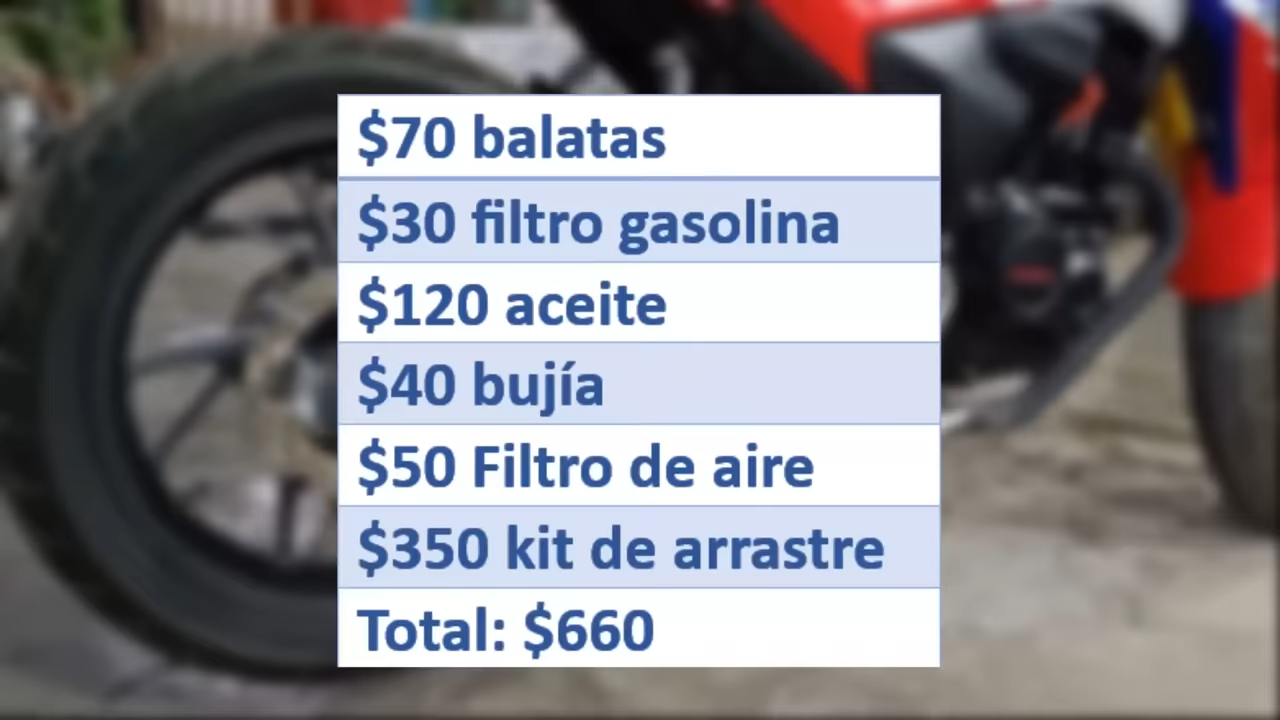 $70 balatas
$30 filtro gasolina
$120 aceite
$40 bujía
$50 Filtro de aire
$350 kit de arrastre
Total: $660